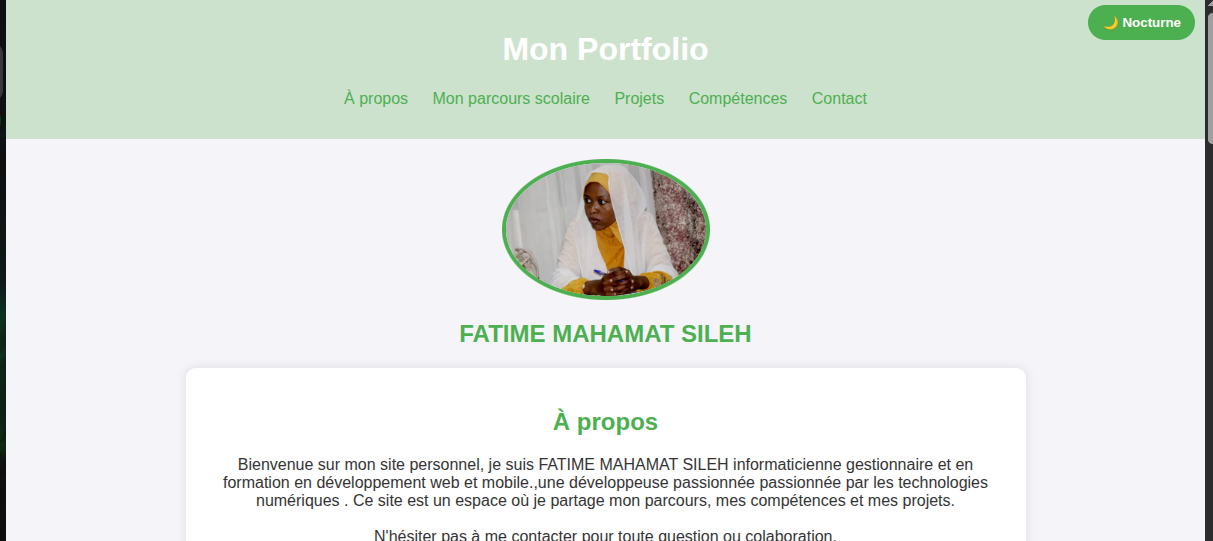 🌙 Nocturne
Mon Portfolio
À propos Mon parcours scolaire Projets Compétences Contact
FATIME MAHAMAT SILEH
À propos
Bienvenue sur mon site personnel, je suis FATIME MAHAMAT SILEH informaticienne gestionnaire et en
formation en développement web et mobile.,une développeuse passionnée passionnée par les technologies
numériques . Ce site est un espace où je partage mon parcours, mes compétences et mes projets.
N'hésiter pas à me contacter pour toute question ou colaboration.